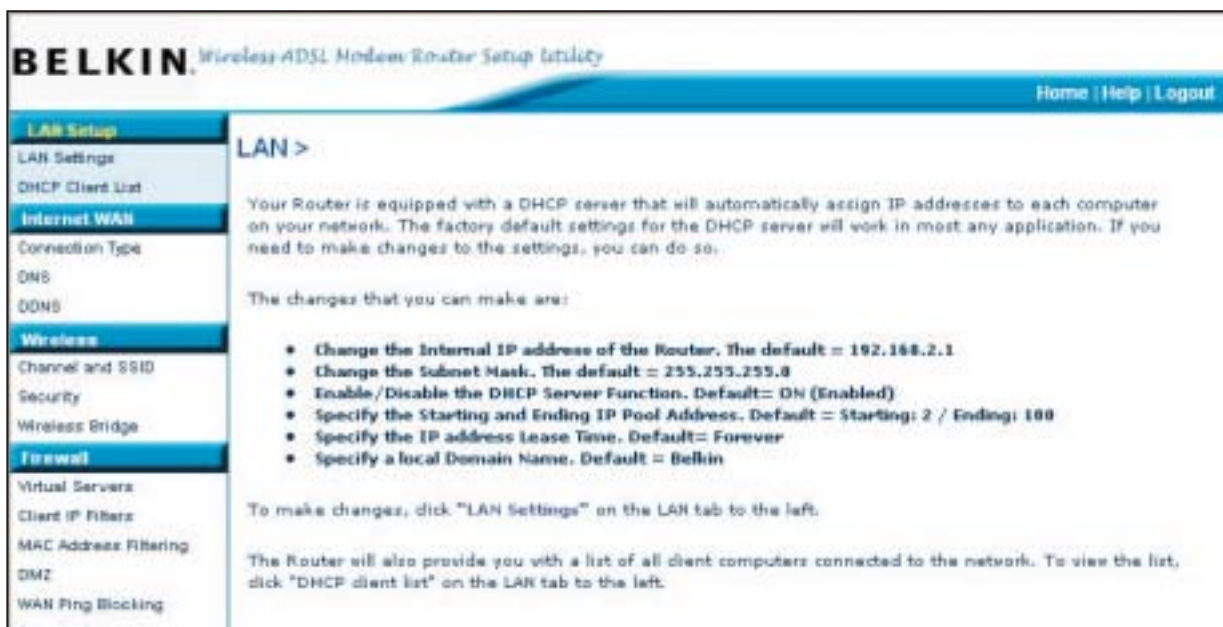 BELKIN. Wireless ADSL Modem Router Setup Utility
Home | Help | Logout
LAN Setup
LAN Settings
DHCP Client List
Internet WAN
Connection Type
DNS
DDNS
Wireless
Channel and SSID
Security
Wireless Bridge
Firewall
Virtual Servers
Client IP Filters
MAC Address Filtering
DMZ
WAN Ping Blocking
LAN >
Your Router is equipped with a DHCP server that will automatically assign IP addresses to each computer
on your network. The factory default settings for the DHCP server will work in most any application. If you
need to make changes to the settings, you can do so.
The changes that you can make are:
• Change the Internal IP address of the Router. The default = 192.168.2.1
• Change the Subnet Mask. The default = 255.255.255.0
• Enable/Disable the DHCP Server Function. Default= ON (Enabled)
• Specify the Starting and Ending IP Pool Address. Default = Starting: 2 / Ending: 100
• Specify the IP address Lease Time. Default= Forever
• Specify a local Domain Name. Default = Belkin
To make changes, click "LAN Settings" on the LAN tab to the left.
The Router will also provide you with a list of all client computers connected to the network. To view the list,
click "DHCP client list" on the LAN tab to the left.